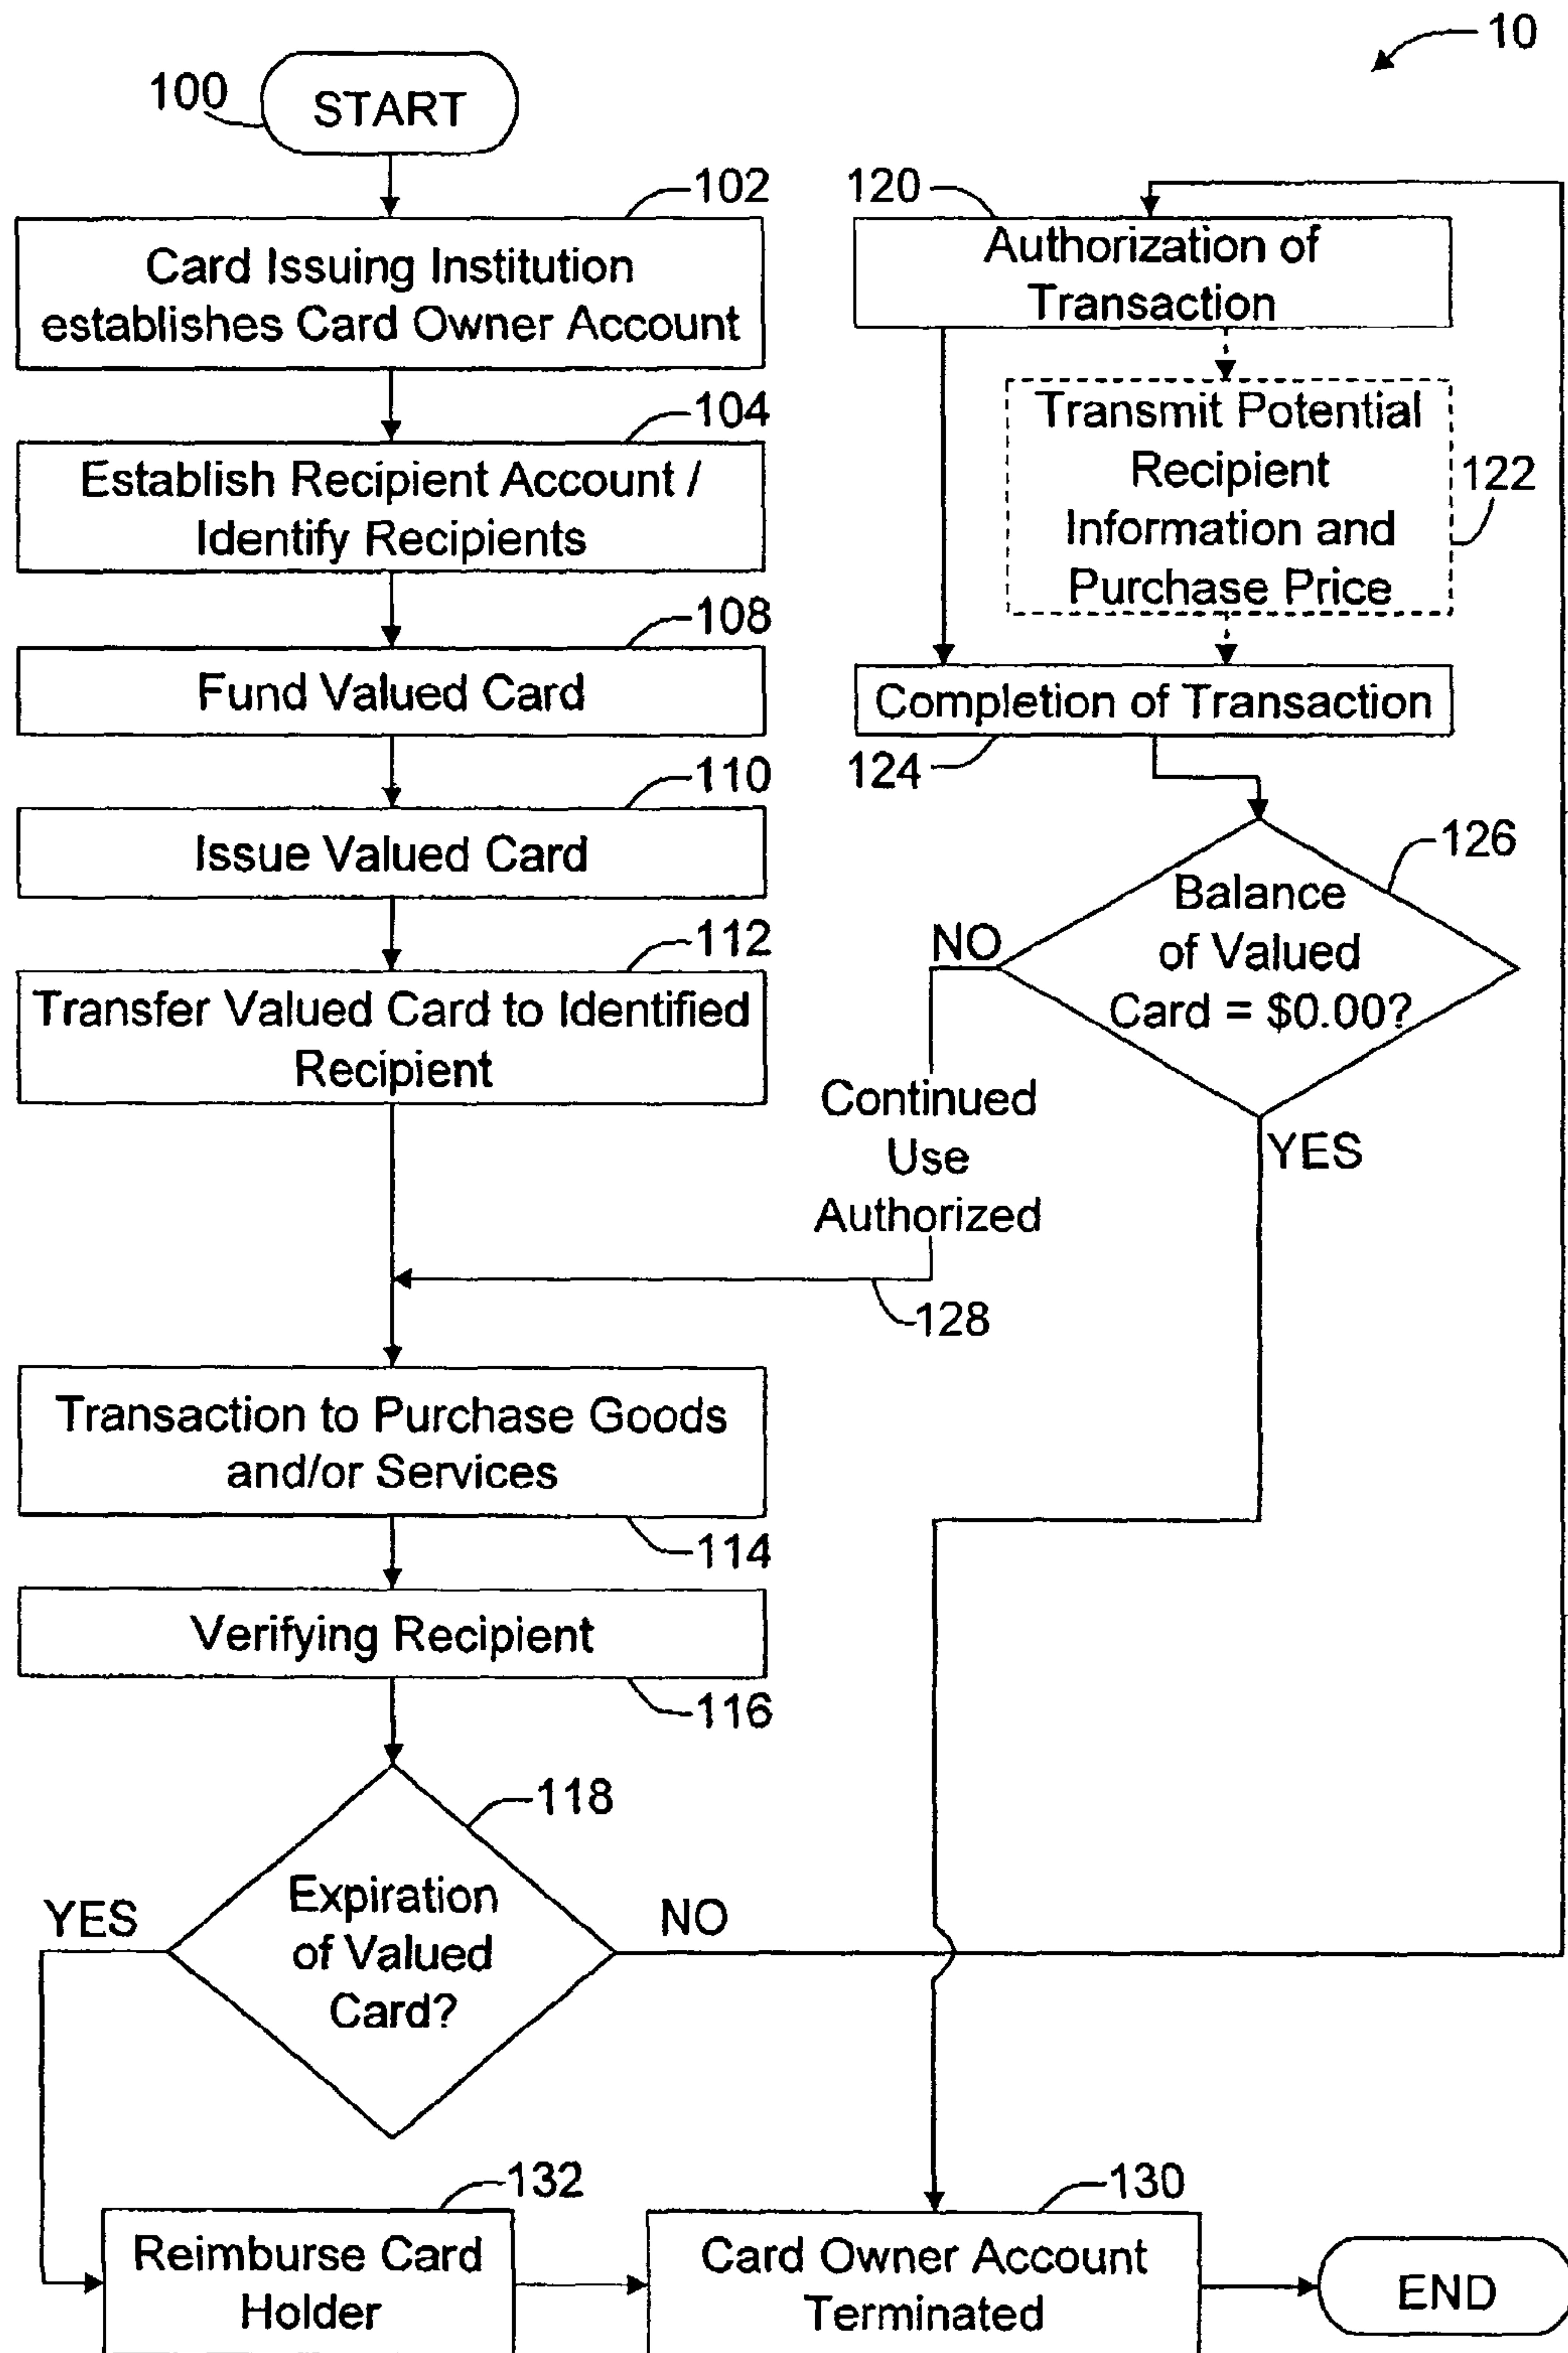 10
100
START
102
Card Issuing Institution
establishes Card Owner Account
104
Establish Recipient Account /
Identify Recipients
108
Fund Valued Card
110
Issue Valued Card
112
Transfer Valued Card to Identified
Recipient
Transaction to Purchase Goods
and/or Services
114
Verifying Recipient
116
118
Expiration
of Valued
Card?
YES
NO
120
Authorization of
Transaction
Transmit Potential
Recipient
Information and
Purchase Price
122
Completion of Transaction
124
126
Balance
of Valued
Card = $0.00?
NO
Continued
Use
Authorized
128
YES
132
Reimburse Card
Holder
130
Card Owner Account
Terminated
END